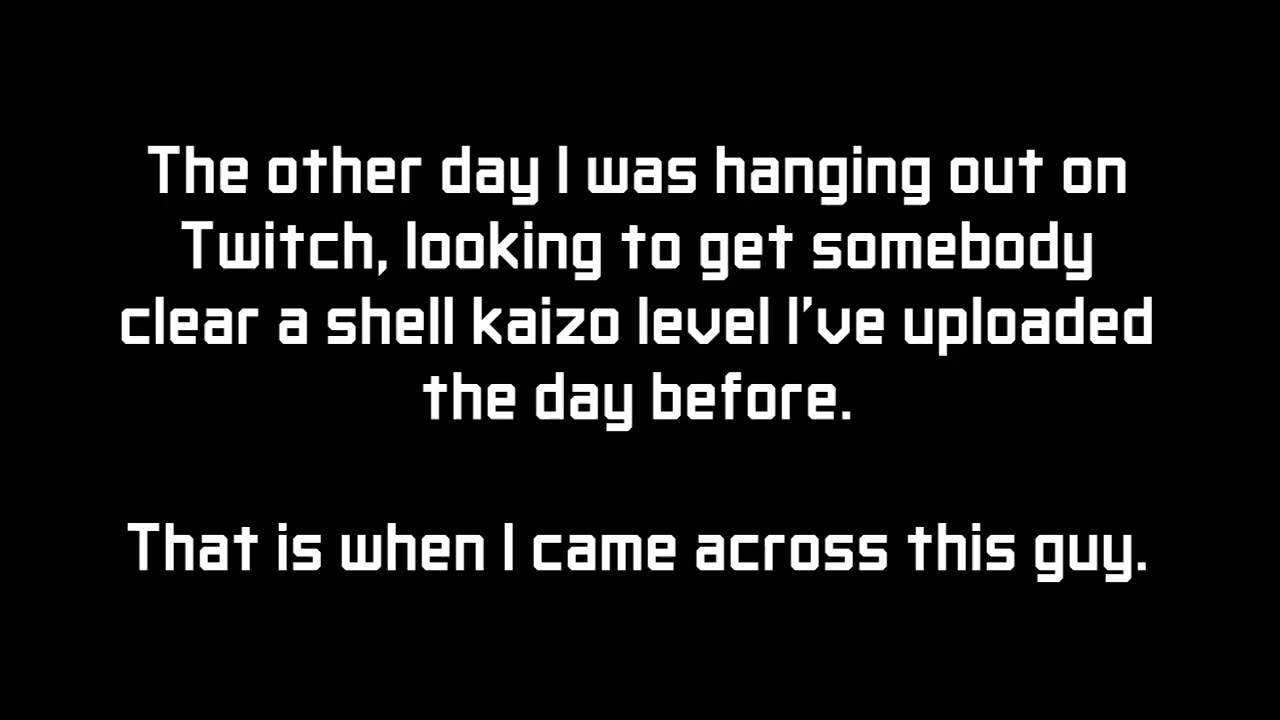 The other day I was hanging out on
Twitch, looking to get somebody
clear a shell kaizo level I've uploaded
the day before.
That is when I came across this guy.